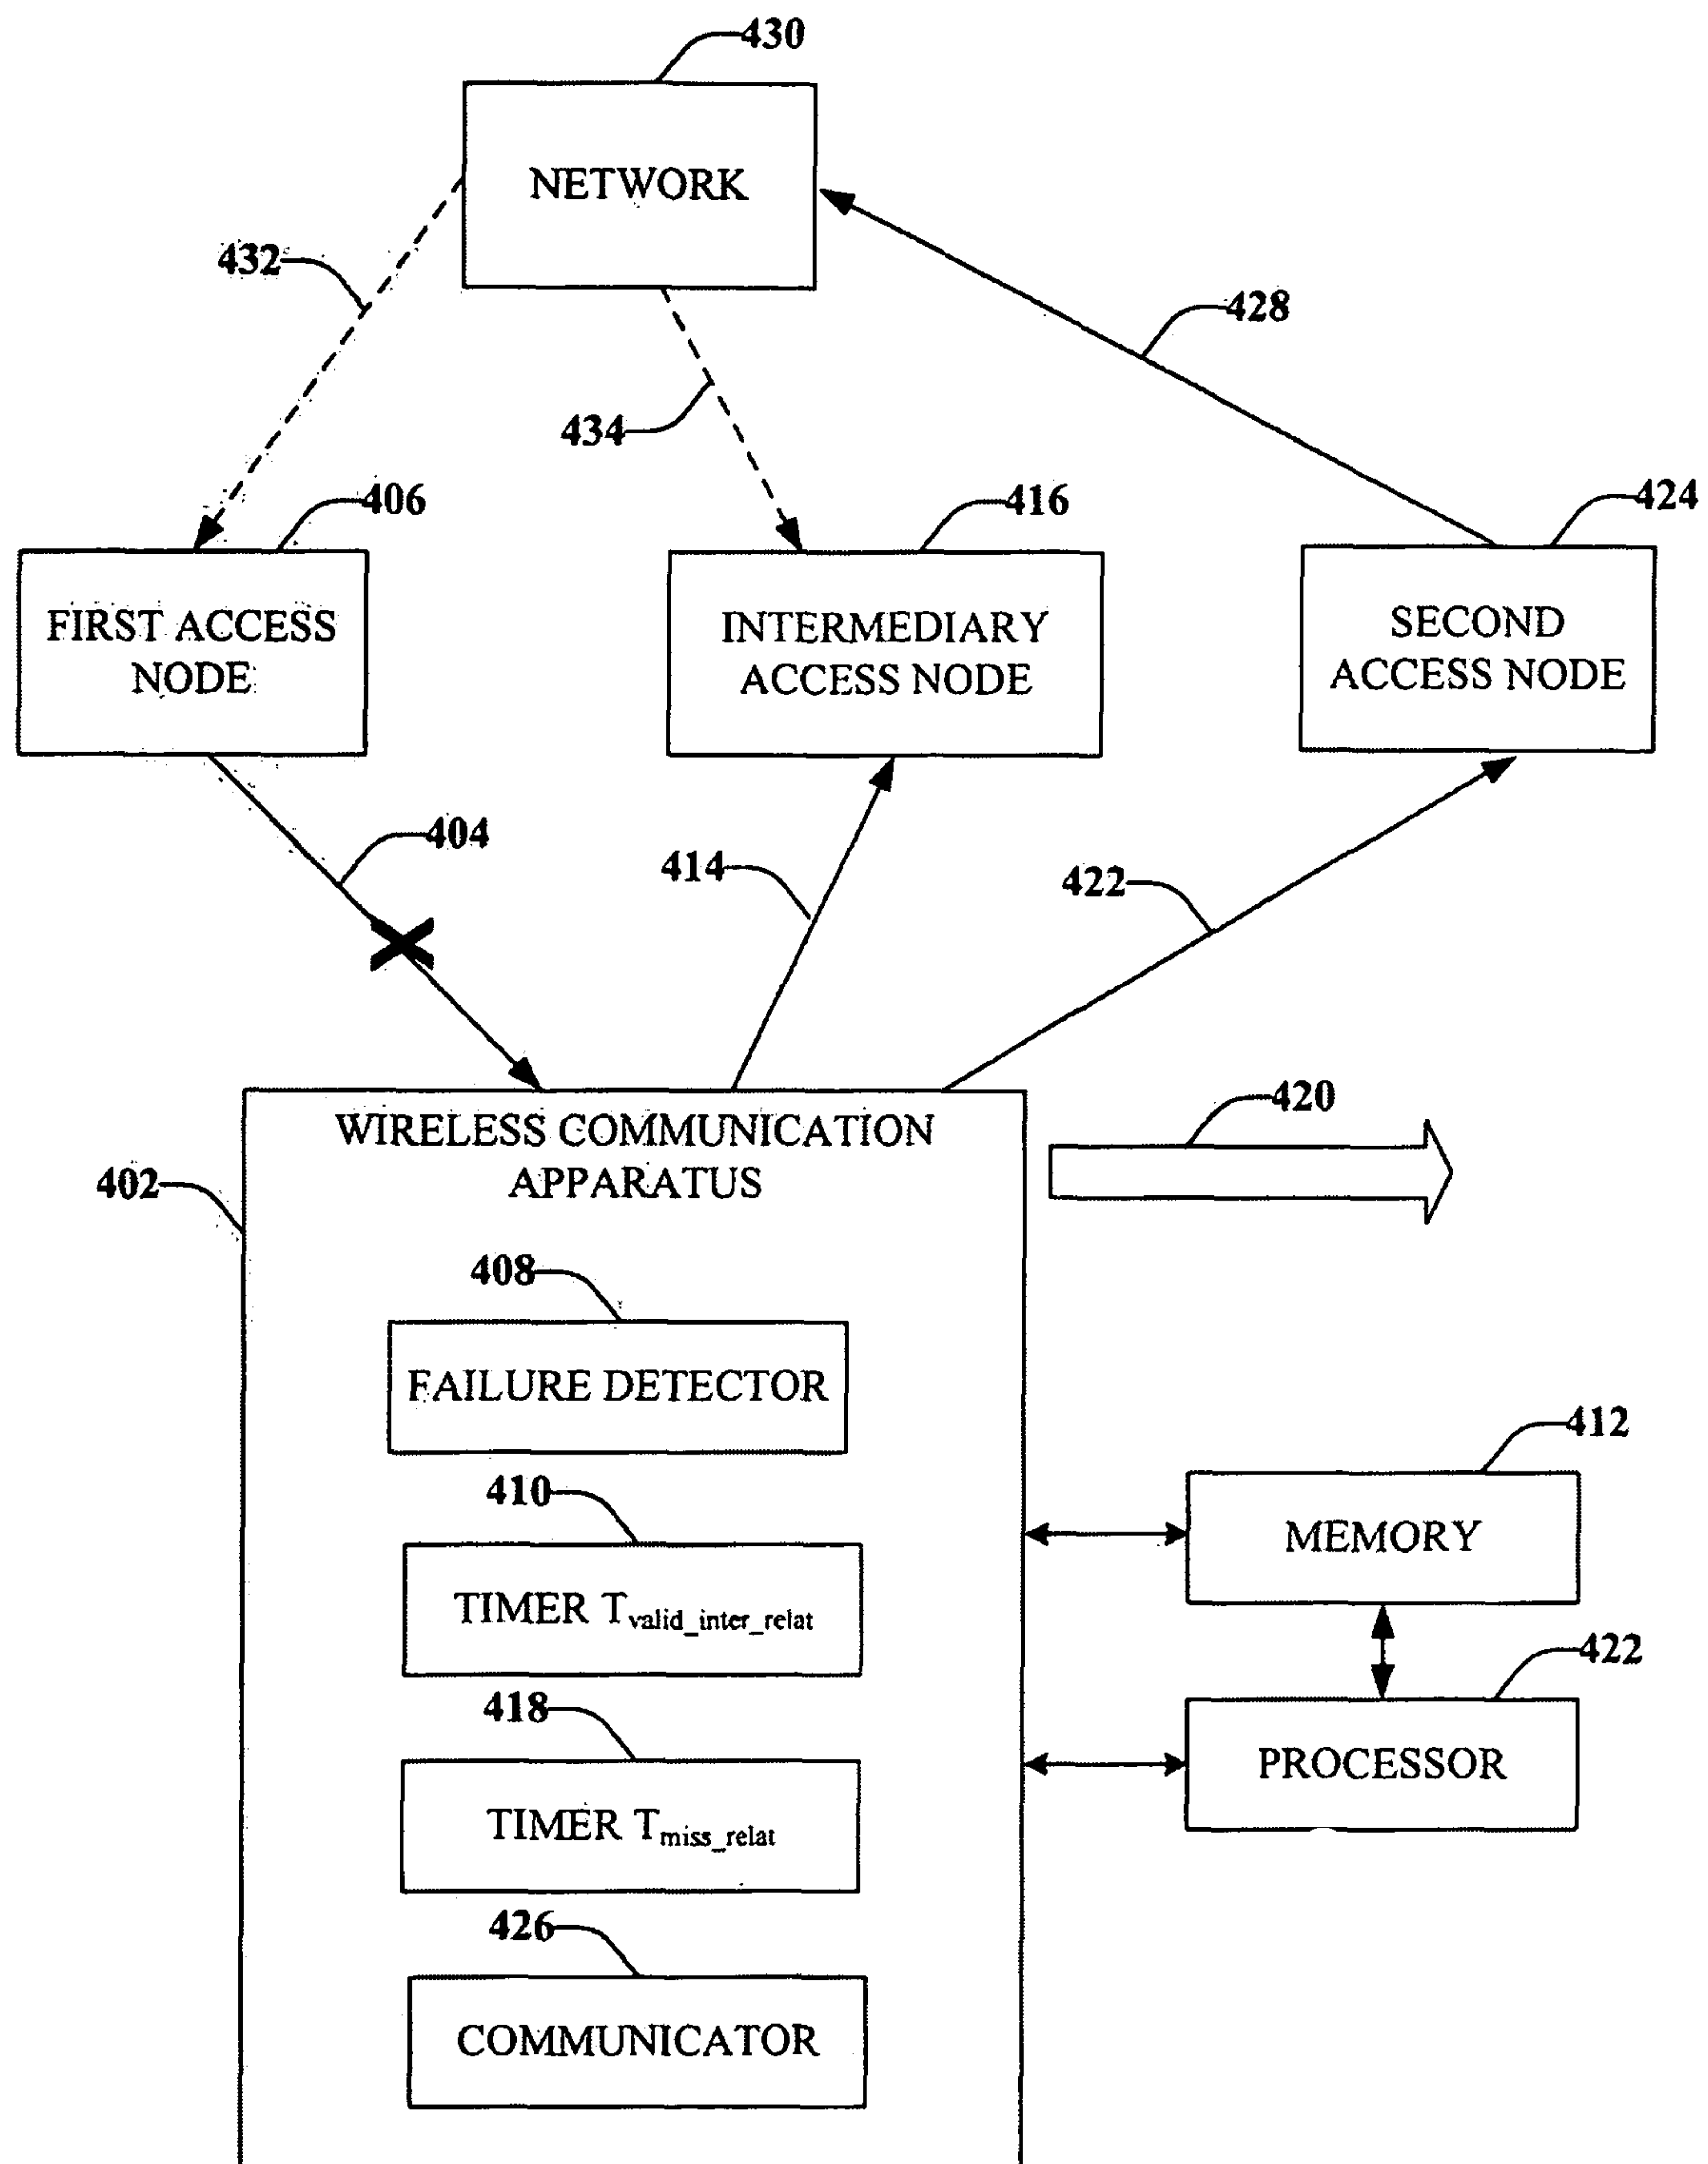 430
NETWORK
432
428
434
406
416
424
FIRST ACCESS
NODE
INTERMEDIARY
ACCESS NODE
SECOND
ACCESS NODE
404
414
422
WIRELESS COMMUNICATION
APPARATUS
420
402
408
FAILURE DETECTOR
412
MEMORY
410
TIMER Tvalid_inter_relat
422
PROCESSOR
418
TIMER Tmiss_relat
426
COMMUNICATOR